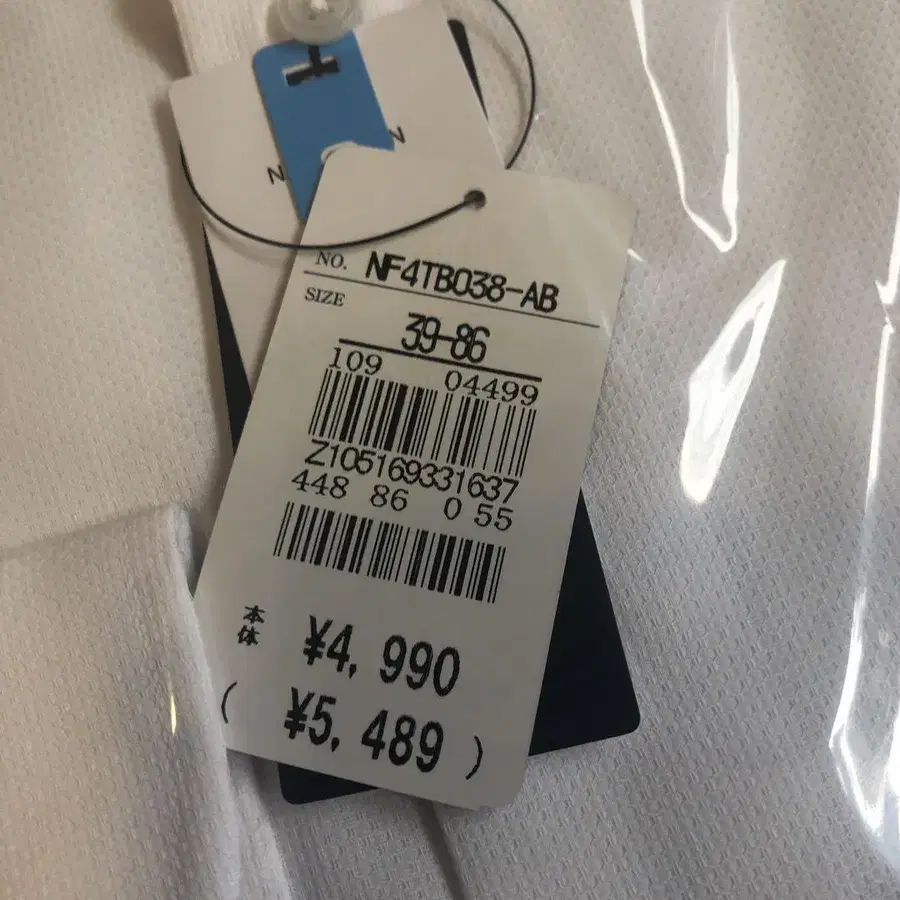 N N
NO. NF4TB038-AB
SIZE
39-86
109 04499
Z105169331637
448 86 0 55
本体 ¥4,990
(¥5,489)